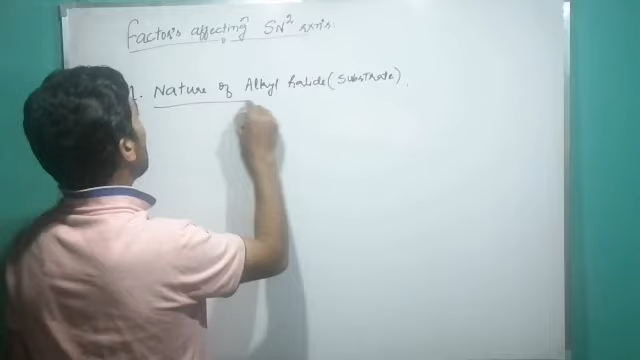 Factors affecting SN² rxns.
1. Nature of Alkyl halide (Substrate).